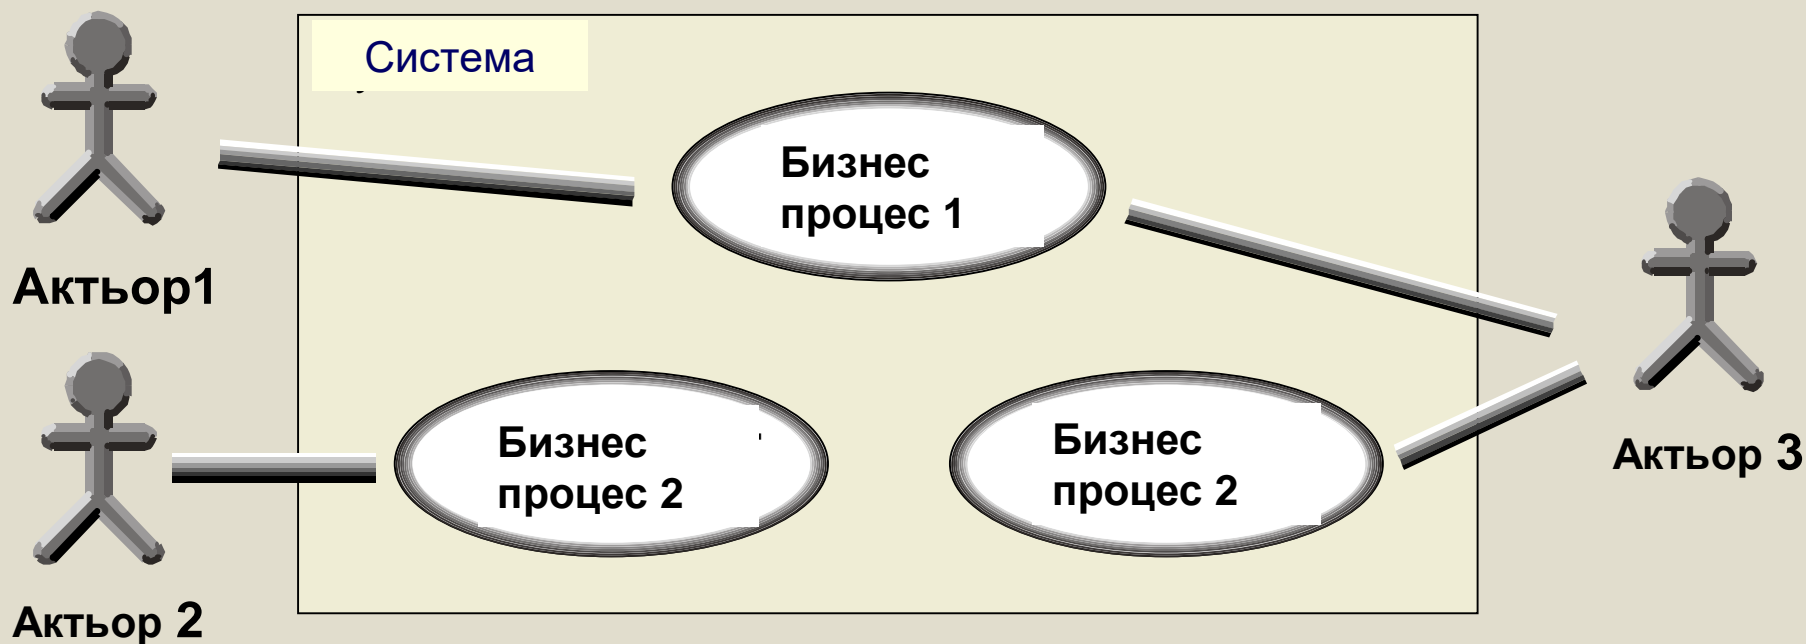 Система
Бизнес
процес 1
Актьор1
Бизнес
процес 2
Бизнес
процес 2
Актьор 3
Актьор 2